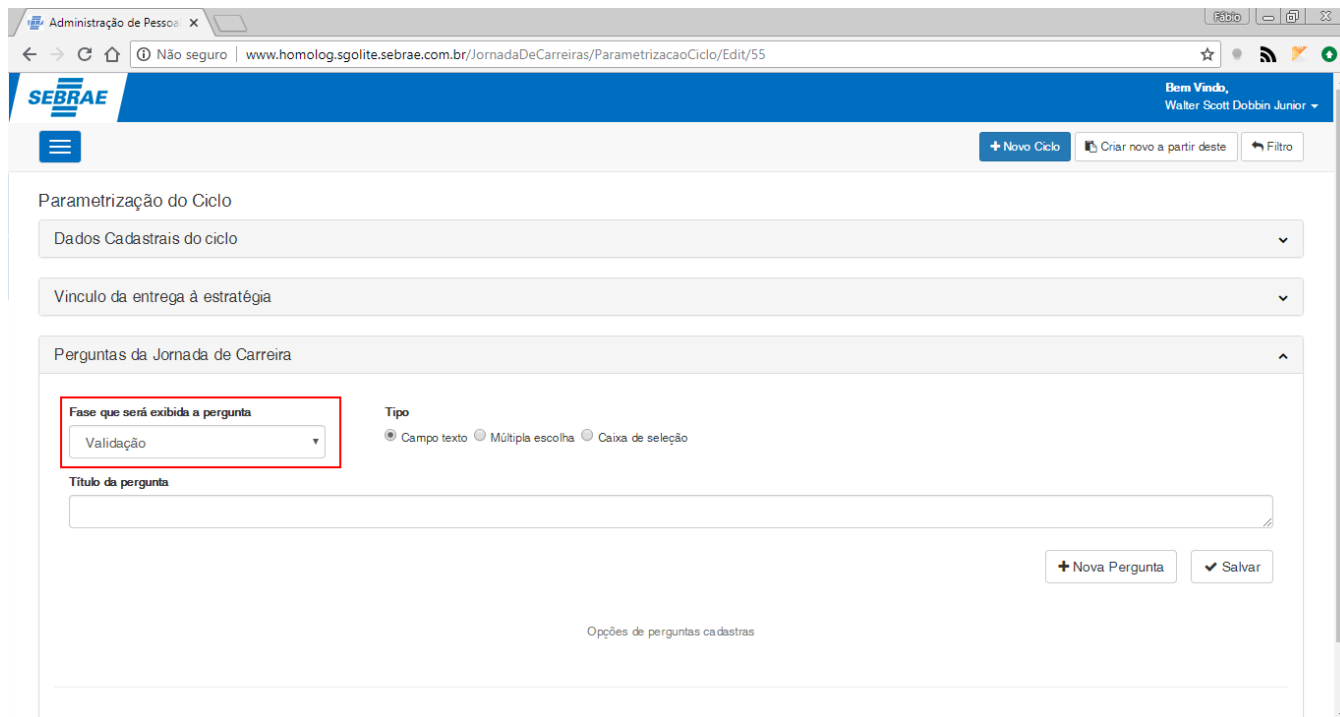 Administração de Pessoa
Fábio
Não seguro | www.homolog.sgolite.sebrae.com.br/JornadaDeCarreiras/ParametrizacaoCiclo/Edit/55
SEBRAE
Bem Vindo,
Walter Scott Dobbin Junior
+ Novo Ciclo
Criar novo a partir deste
Filtro
Parametrização do Ciclo
Dados Cadastrais do ciclo
Vinculo da entrega à estratégia
Perguntas da Jornada de Carreira
Fase que será exibida a pergunta
Tipo
Validação
Campo texto Múltipla escolha Caixa de seleção
Título da pergunta
+ Nova Pergunta
Salvar
Opções de perguntas cadastras